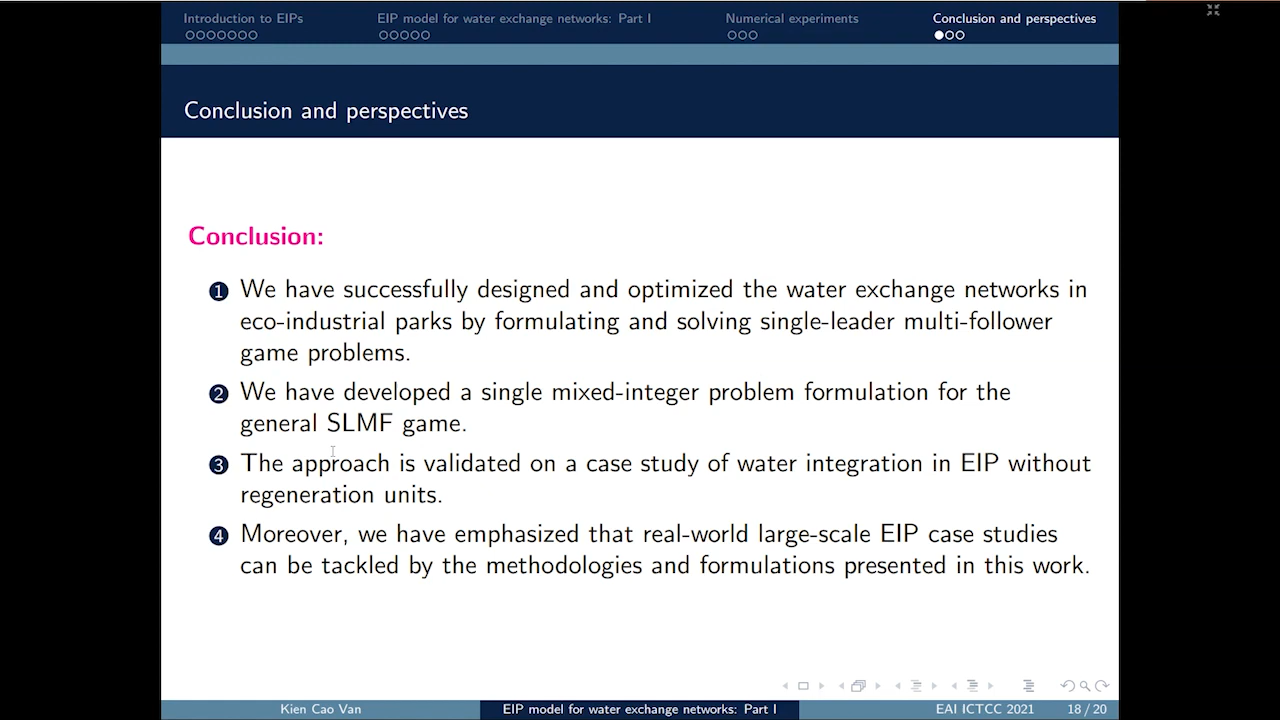 Introduction to EIPs
EIP model for water exchange networks: Part I
Numerical experiments
Conclusion and perspectives
Conclusion and perspectives
Conclusion:
1 We have successfully designed and optimized the water exchange networks in
eco-industrial parks by formulating and solving single-leader multi-follower
game problems.
2 We have developed a single mixed-integer problem formulation for the
general SLMF game.
3 The approach is validated on a case study of water integration in EIP without
regeneration units.
4 Moreover, we have emphasized that real-world large-scale EIP case studies
can be tackled by the methodologies and formulations presented in this work.
Kien Cao Van
EIP model for water exchange networks: Part I
EAI ICTCC 2021
18 / 20